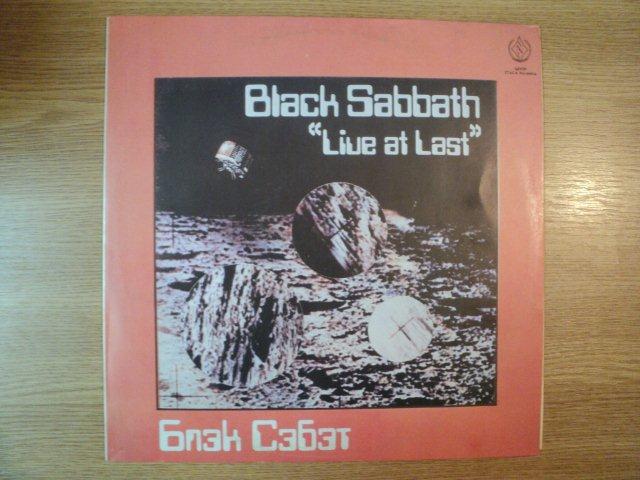 Black Sabbath
“Live at Last”
Блэк Сэбэт